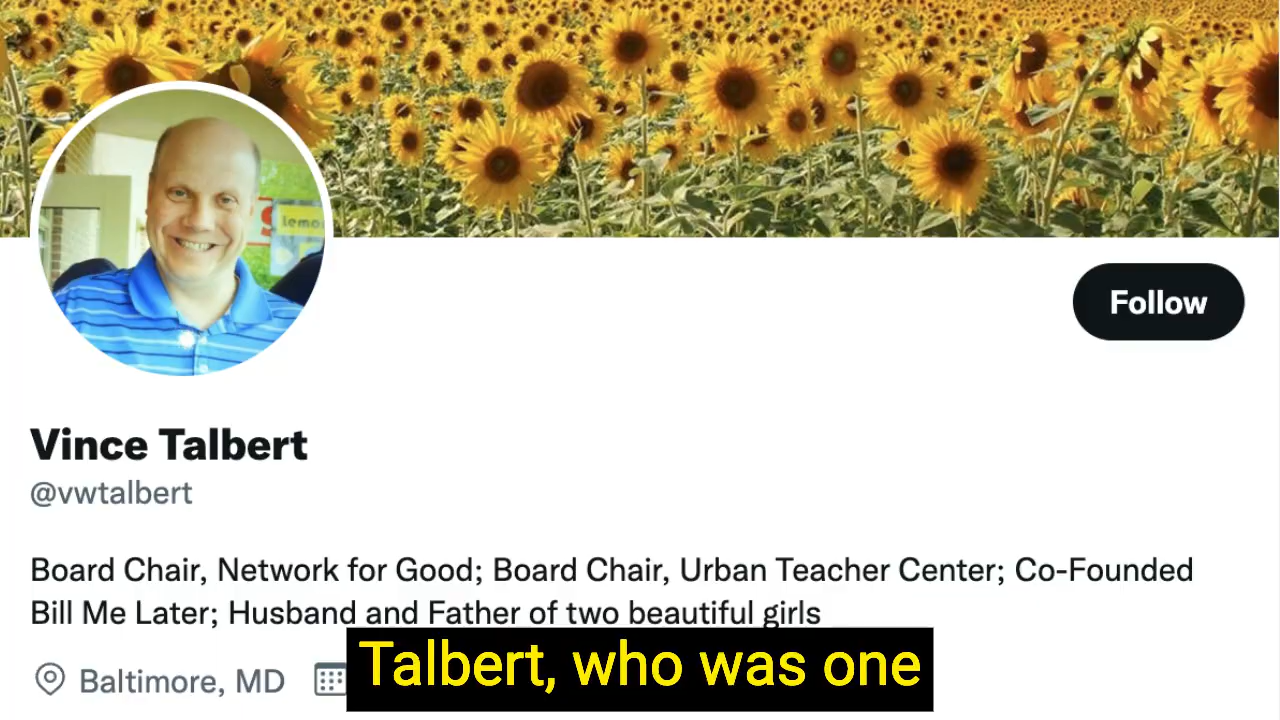 Lemo
Follow
Vince Talbert
@vwtalbert
Board Chair, Network for Good; Board Chair, Urban Teacher Center; Co-Founded
Bill Me Later; Husband and Father of two beautiful girls
Baltimore, MD
Talbert, who was one